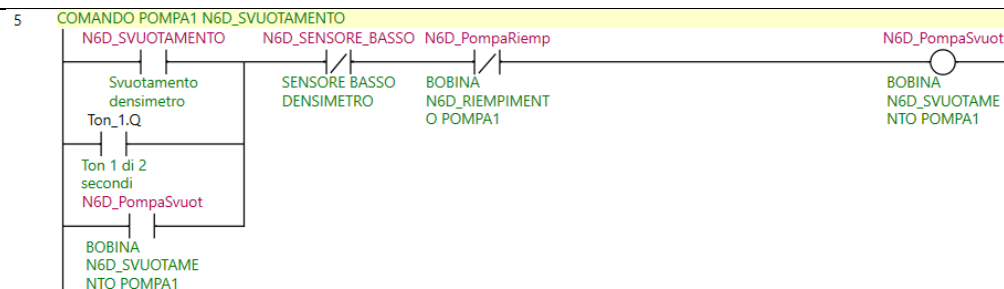 5
COMANDO POMPA1 N6D_SVUOTAMENTO
N6D_SVUOTAMENTO N6D_SENSORE_BASSO N6D_PompaRiemp N6D_PompaSvuot
Svuotamento
densimetro
SENSORE BASSO
DENSIMETRO
BOBINA
N6D_RIEMPIMENT
O POMPA1
BOBINA
N6D_SVUOTAME
NTO POMPA1
Ton_1.Q
Ton 1 di 2
secondi
N6D_PompaSvuot
BOBINA
N6D_SVUOTAME
NTO POMPA1